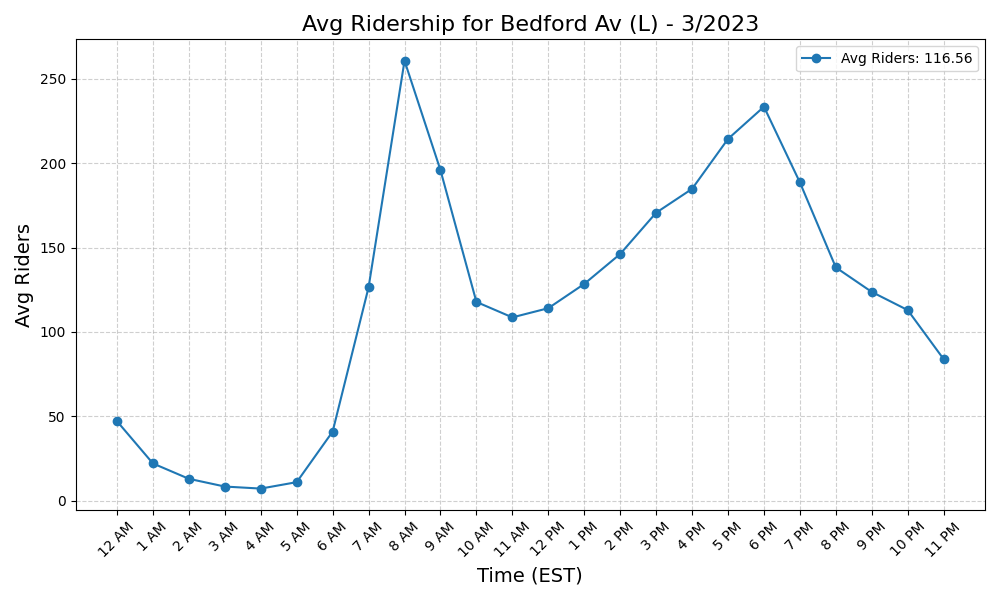 Avg Ridership for Bedford Av (L) - 3/2023
Avg Riders: 116.56
Avg Riders
250
200
150
100
50
0
12 AM
1 AM
2 AM
3 AM
4 AM
5 AM
6 AM
7 AM
8 AM
9 AM
10 AM
11 AM
12 PM
1 PM
2 PM
3 PM
4 PM
5 PM
6 PM
7 PM
8 PM
9 PM
10 PM
11 PM
Time (EST)